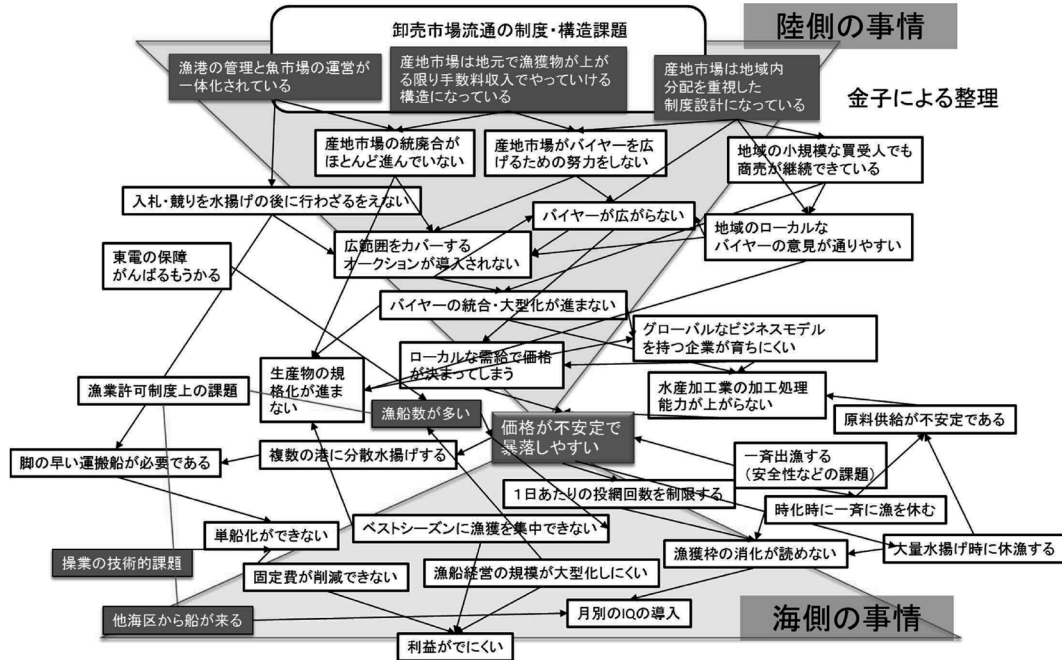 陸側の事情
卸売市場流通の制度・構造課題
漁港の管理と魚市場の運営が
一体化されている
産地市場は地元で漁獲物が上が
る限り手数料収入でやっていける
構造になっている
産地市場は地域内
分配を重視した
制度設計になっている
金子による整理
産地市場の統廃合が
ほとんど進んでいない
産地市場がバイヤーを広
げるための努力をしない
地域の小規模な買受人でも
商売が継続できている
入札・競りを水揚げの後に行わざるをえない
バイヤーが広がらない
地域のローカルな
バイヤーの意見が通りやすい
広範囲をカバーする
オークションが導入されない
東電の保障
がんばるもうかる
バイヤーの統合・大型化が進まない
グローバルなビジネスモデル
を持つ企業が育ちにくい
生産物の規
格化が進ま
ない
ローカルな需給で価格
が決まってしまう
水産加工業の加工処理
能力が上がらない
漁業許可制度上の課題
漁船数が多い
価格が不安定で
暴落しやすい
原料供給が不安定である
脚の早い運搬船が必要である
複数の港に分散水揚げする
一斉出漁する
（安全性などの課題）
１日あたりの投網回数を制限する
時化時に一斉に漁を休む
単船化ができない
ベストシーズンに漁獲を集中できない
漁獲枠の消化が読めない
大量水揚げ時に休漁する
操業の技術的課題
固定費が削減できない
漁船経営の規模が大型化しにくい
他海区から船が来る
月別のIQの導入
海側の事情
利益がでにくい